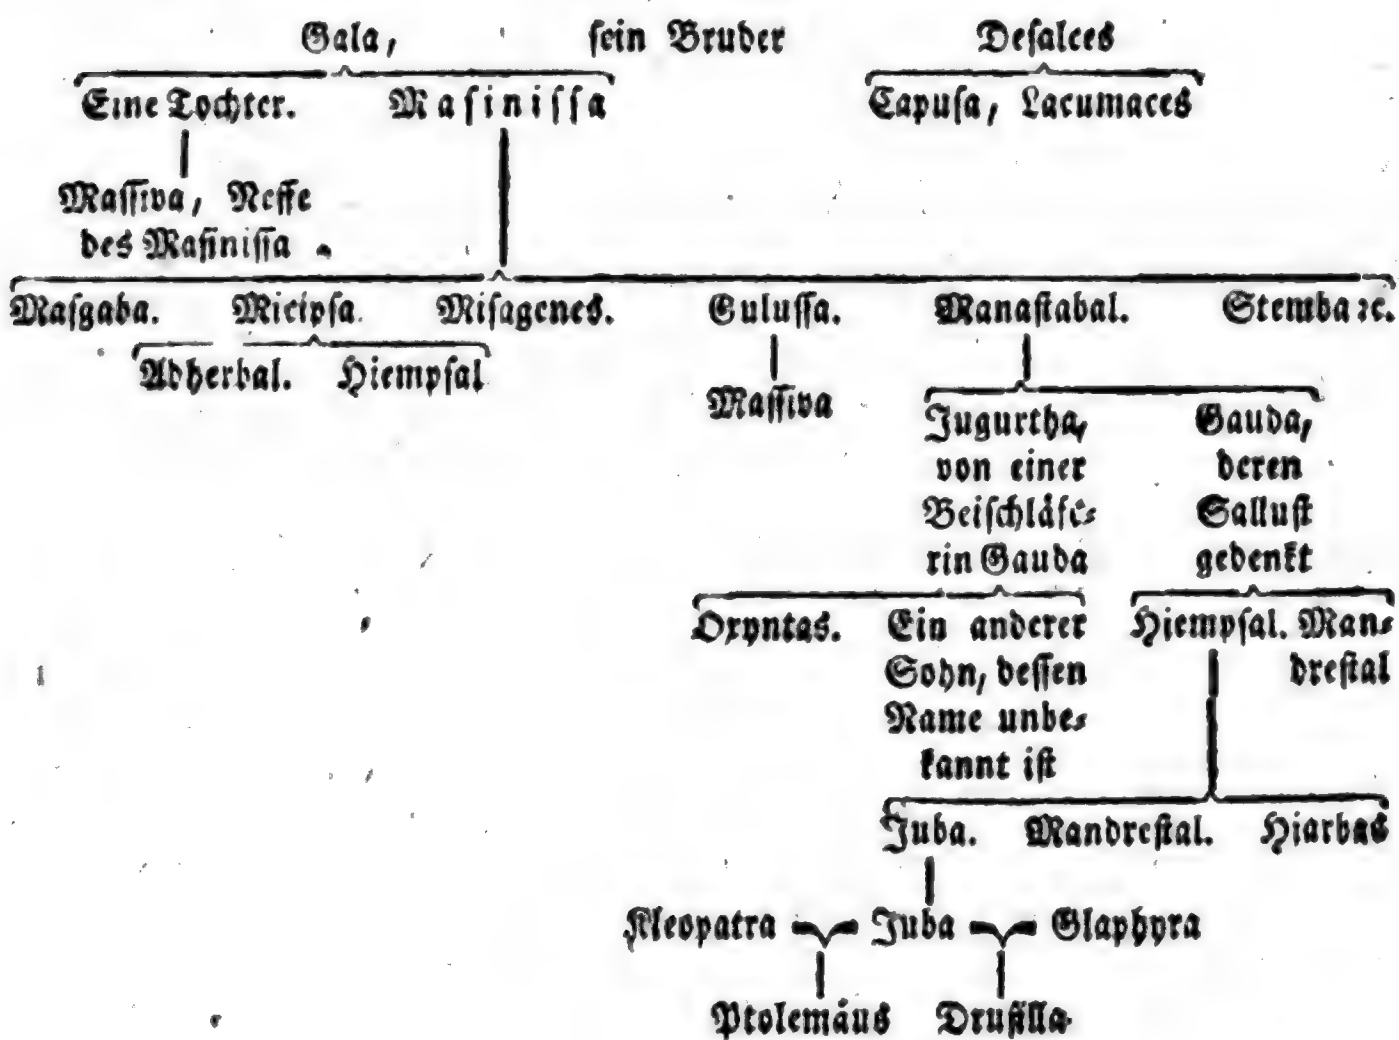 Gala, sein Bruder Desalces
Eine Tochter. Masinissa Capusa, Lacumaces
Massiva, Neffe
des Masinissa
Masgaba. Micipsa. Misagenes. Gulussa. Manastabal. Stemba ꝛc.
Adherbal. Hiempsal
Massiva
Jugurtha, Gauda,
von einer deren
Beischläfe- Sallust
rin Gauda gedenkt
Oxyntas. Ein anderer Hiempsal. Man-
Sohn, dessen drestal
Name unbe-
kannt ist
Juba. Mandrestal. Hiarbas
Kleopatra Juba Glaphyra
Ptolemäus Drusilla